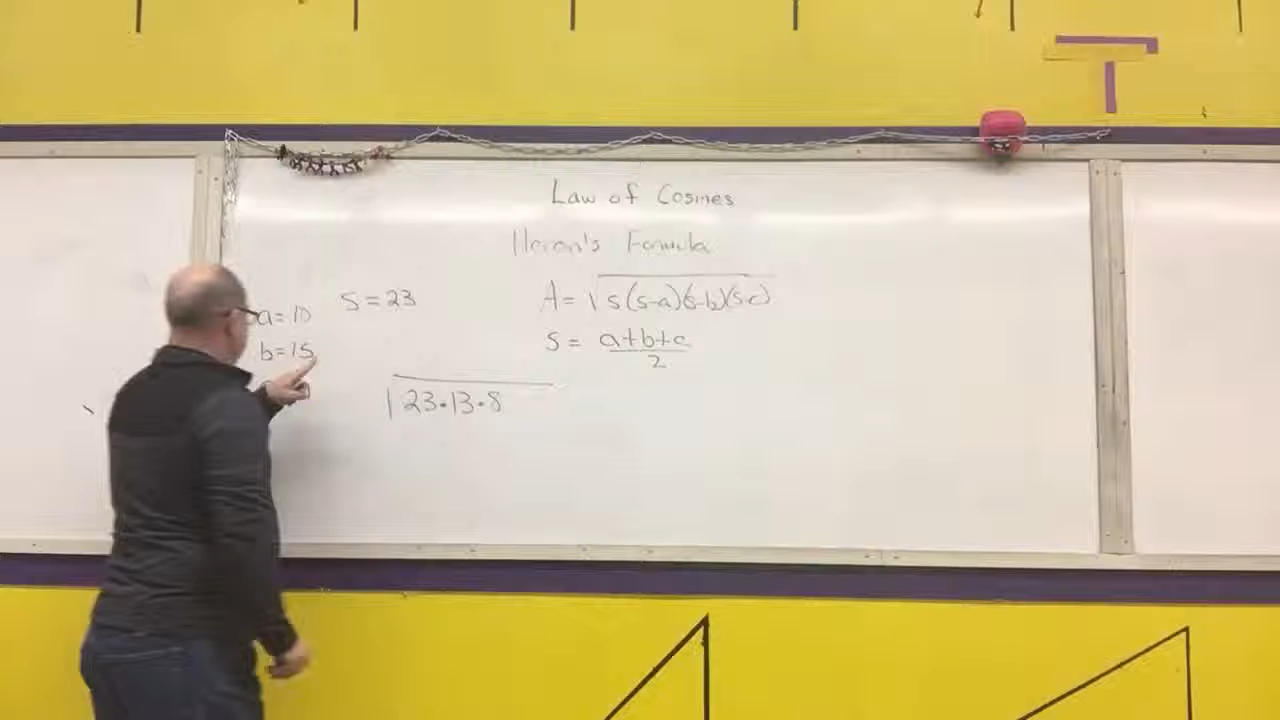 Law of Cosines
Heron's Formula
a=10
b=15
S=23
A=√s(s-a)(s-b)(s-c)
S = a+b+c
2
√23·13·8
T